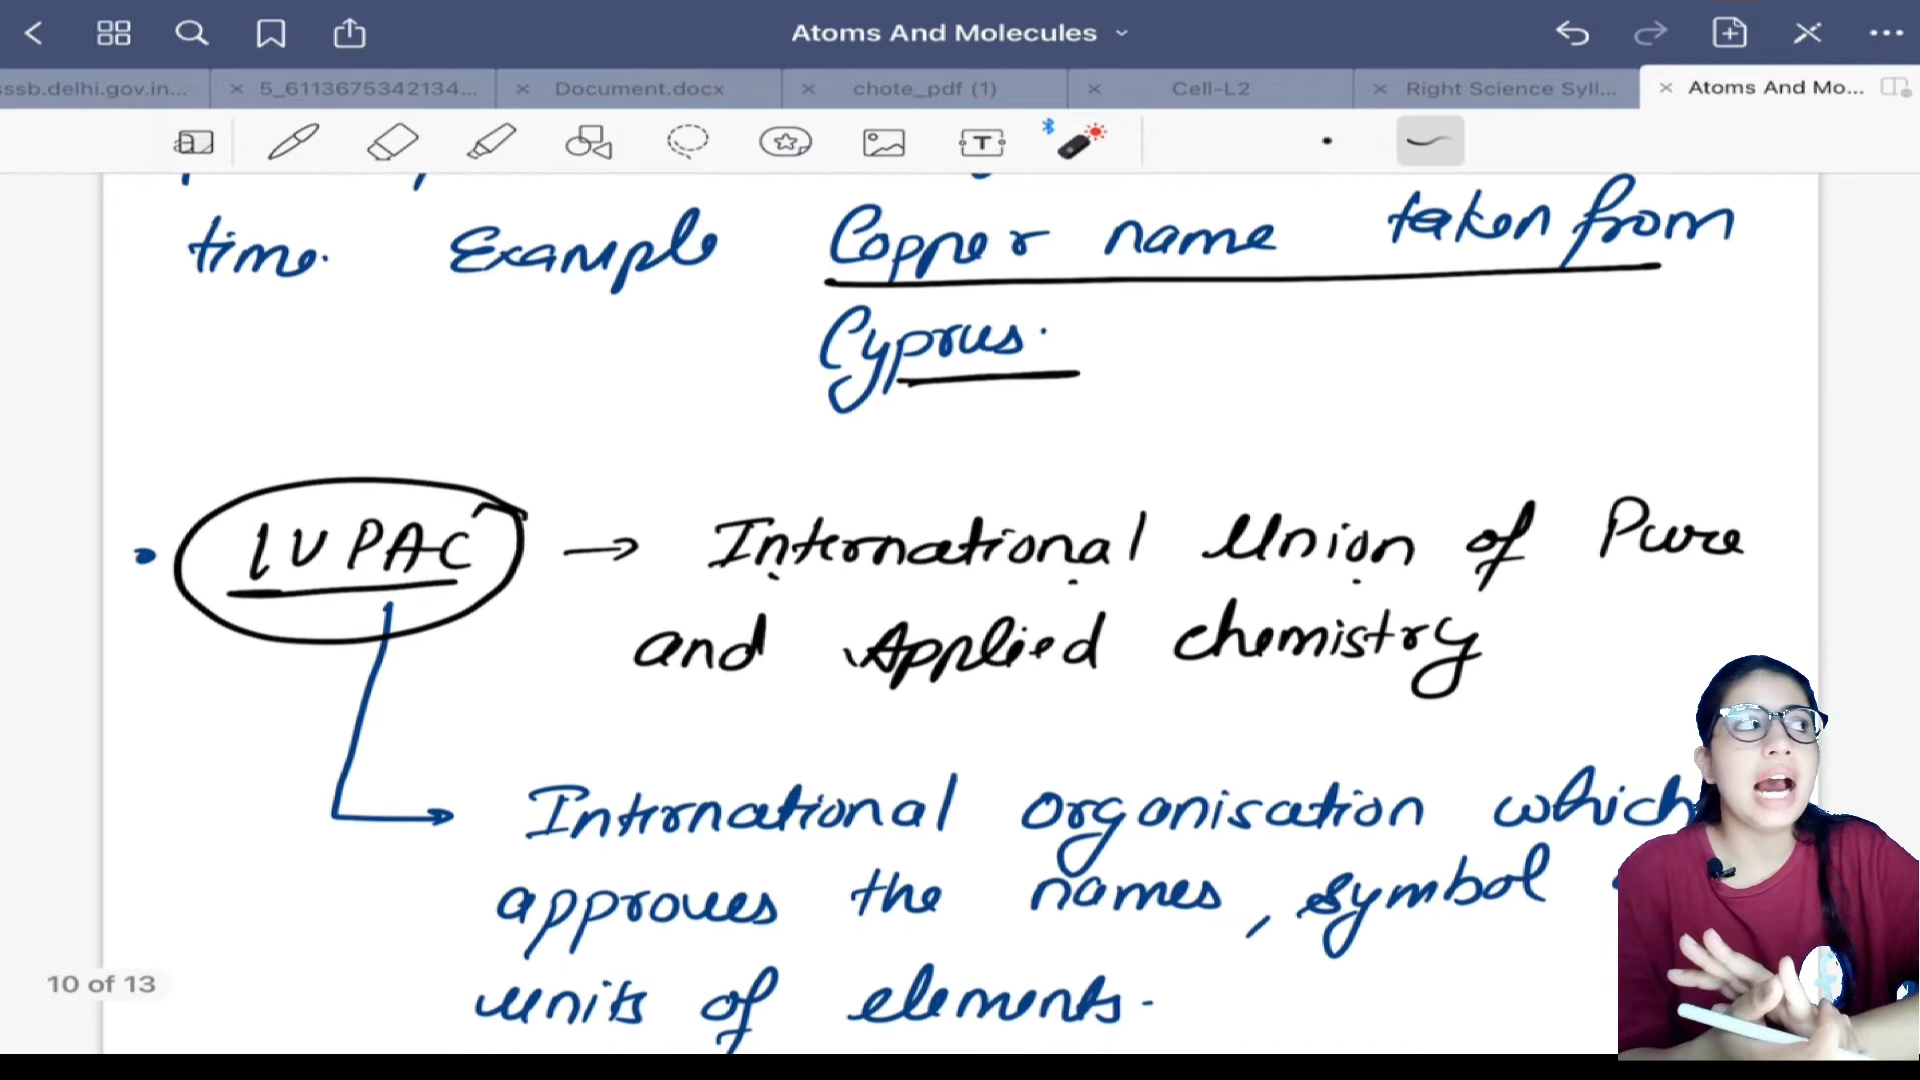 Atoms And Molecules
sssb.delhi.gov.in...
5_6113675342134...
Document.docx
chote_pdf (1)
Cell-L2
Right Science Syll...
Atoms And Mo...
time. Example Copper name taken from
Cyprus.
IUPAC → International Union of Pure
and Applied chemistry
International organisation which
approves the names, symbol
units of elements.
10 of 13